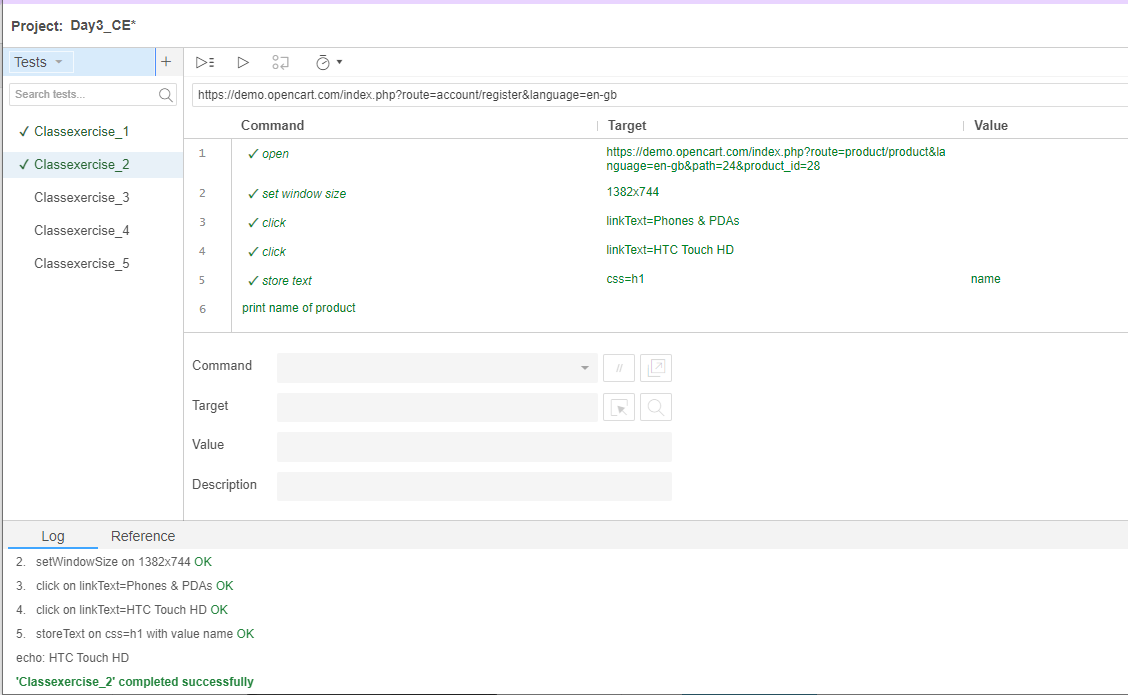 Project: Day3_CE*
Tests
+
Search tests...
✓ Classexercise_1
✓ Classexercise_2
Classexercise_3
Classexercise_4
Classexercise_5
https://demo.opencart.com/index.php?route=account/register&language=en-gb
Command Target Value
1 ✓ open https://demo.opencart.com/index.php?route=product/product&la
nguage=en-gb&path=24&product_id=28
2 ✓ set window size 1382x744
3 ✓ click linkText=Phones & PDAs
4 ✓ click linkText=HTC Touch HD
5 ✓ store text css=h1 name
6 print name of product
Command //
Target
Value
Description
Log Reference
2. setWindowSize on 1382x744 OK
3. click on linkText=Phones & PDAs OK
4. click on linkText=HTC Touch HD OK
5. storeText on css=h1 with value name OK
echo: HTC Touch HD
'Classexercise_2' completed successfully